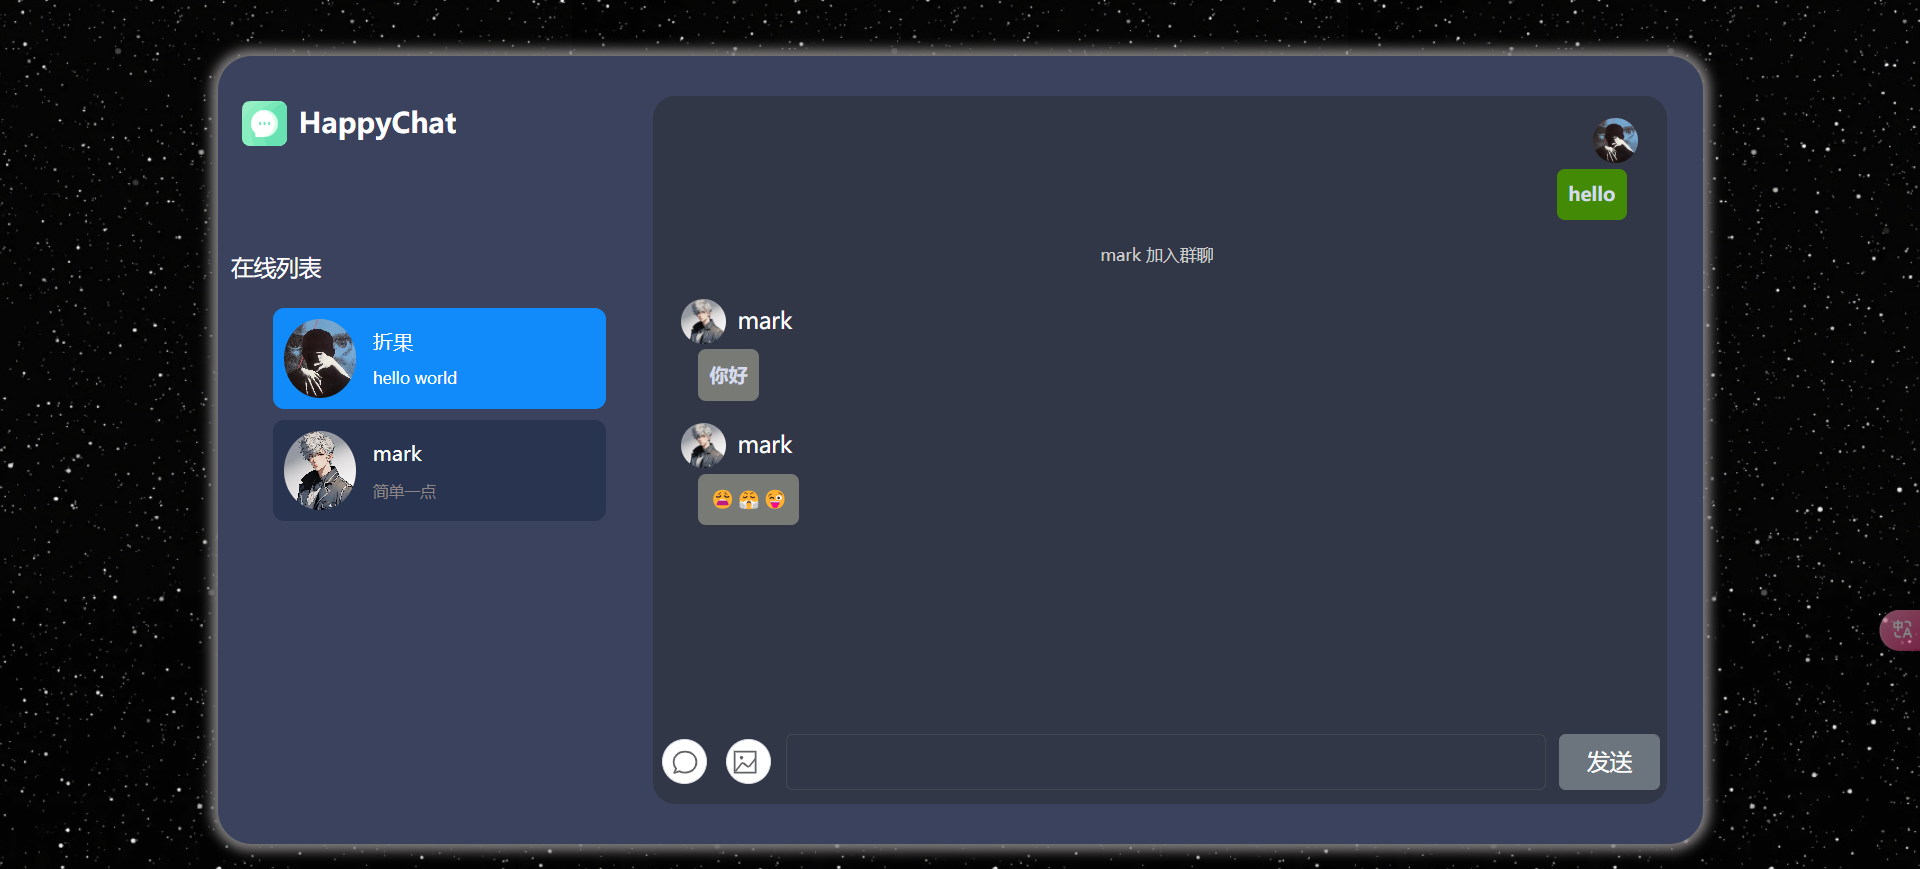 HappyChat
在线列表
折果
hello world
mark
简单一点
hello
mark 加入群聊
mark
你好
mark
😩😤😜
发送
中
A